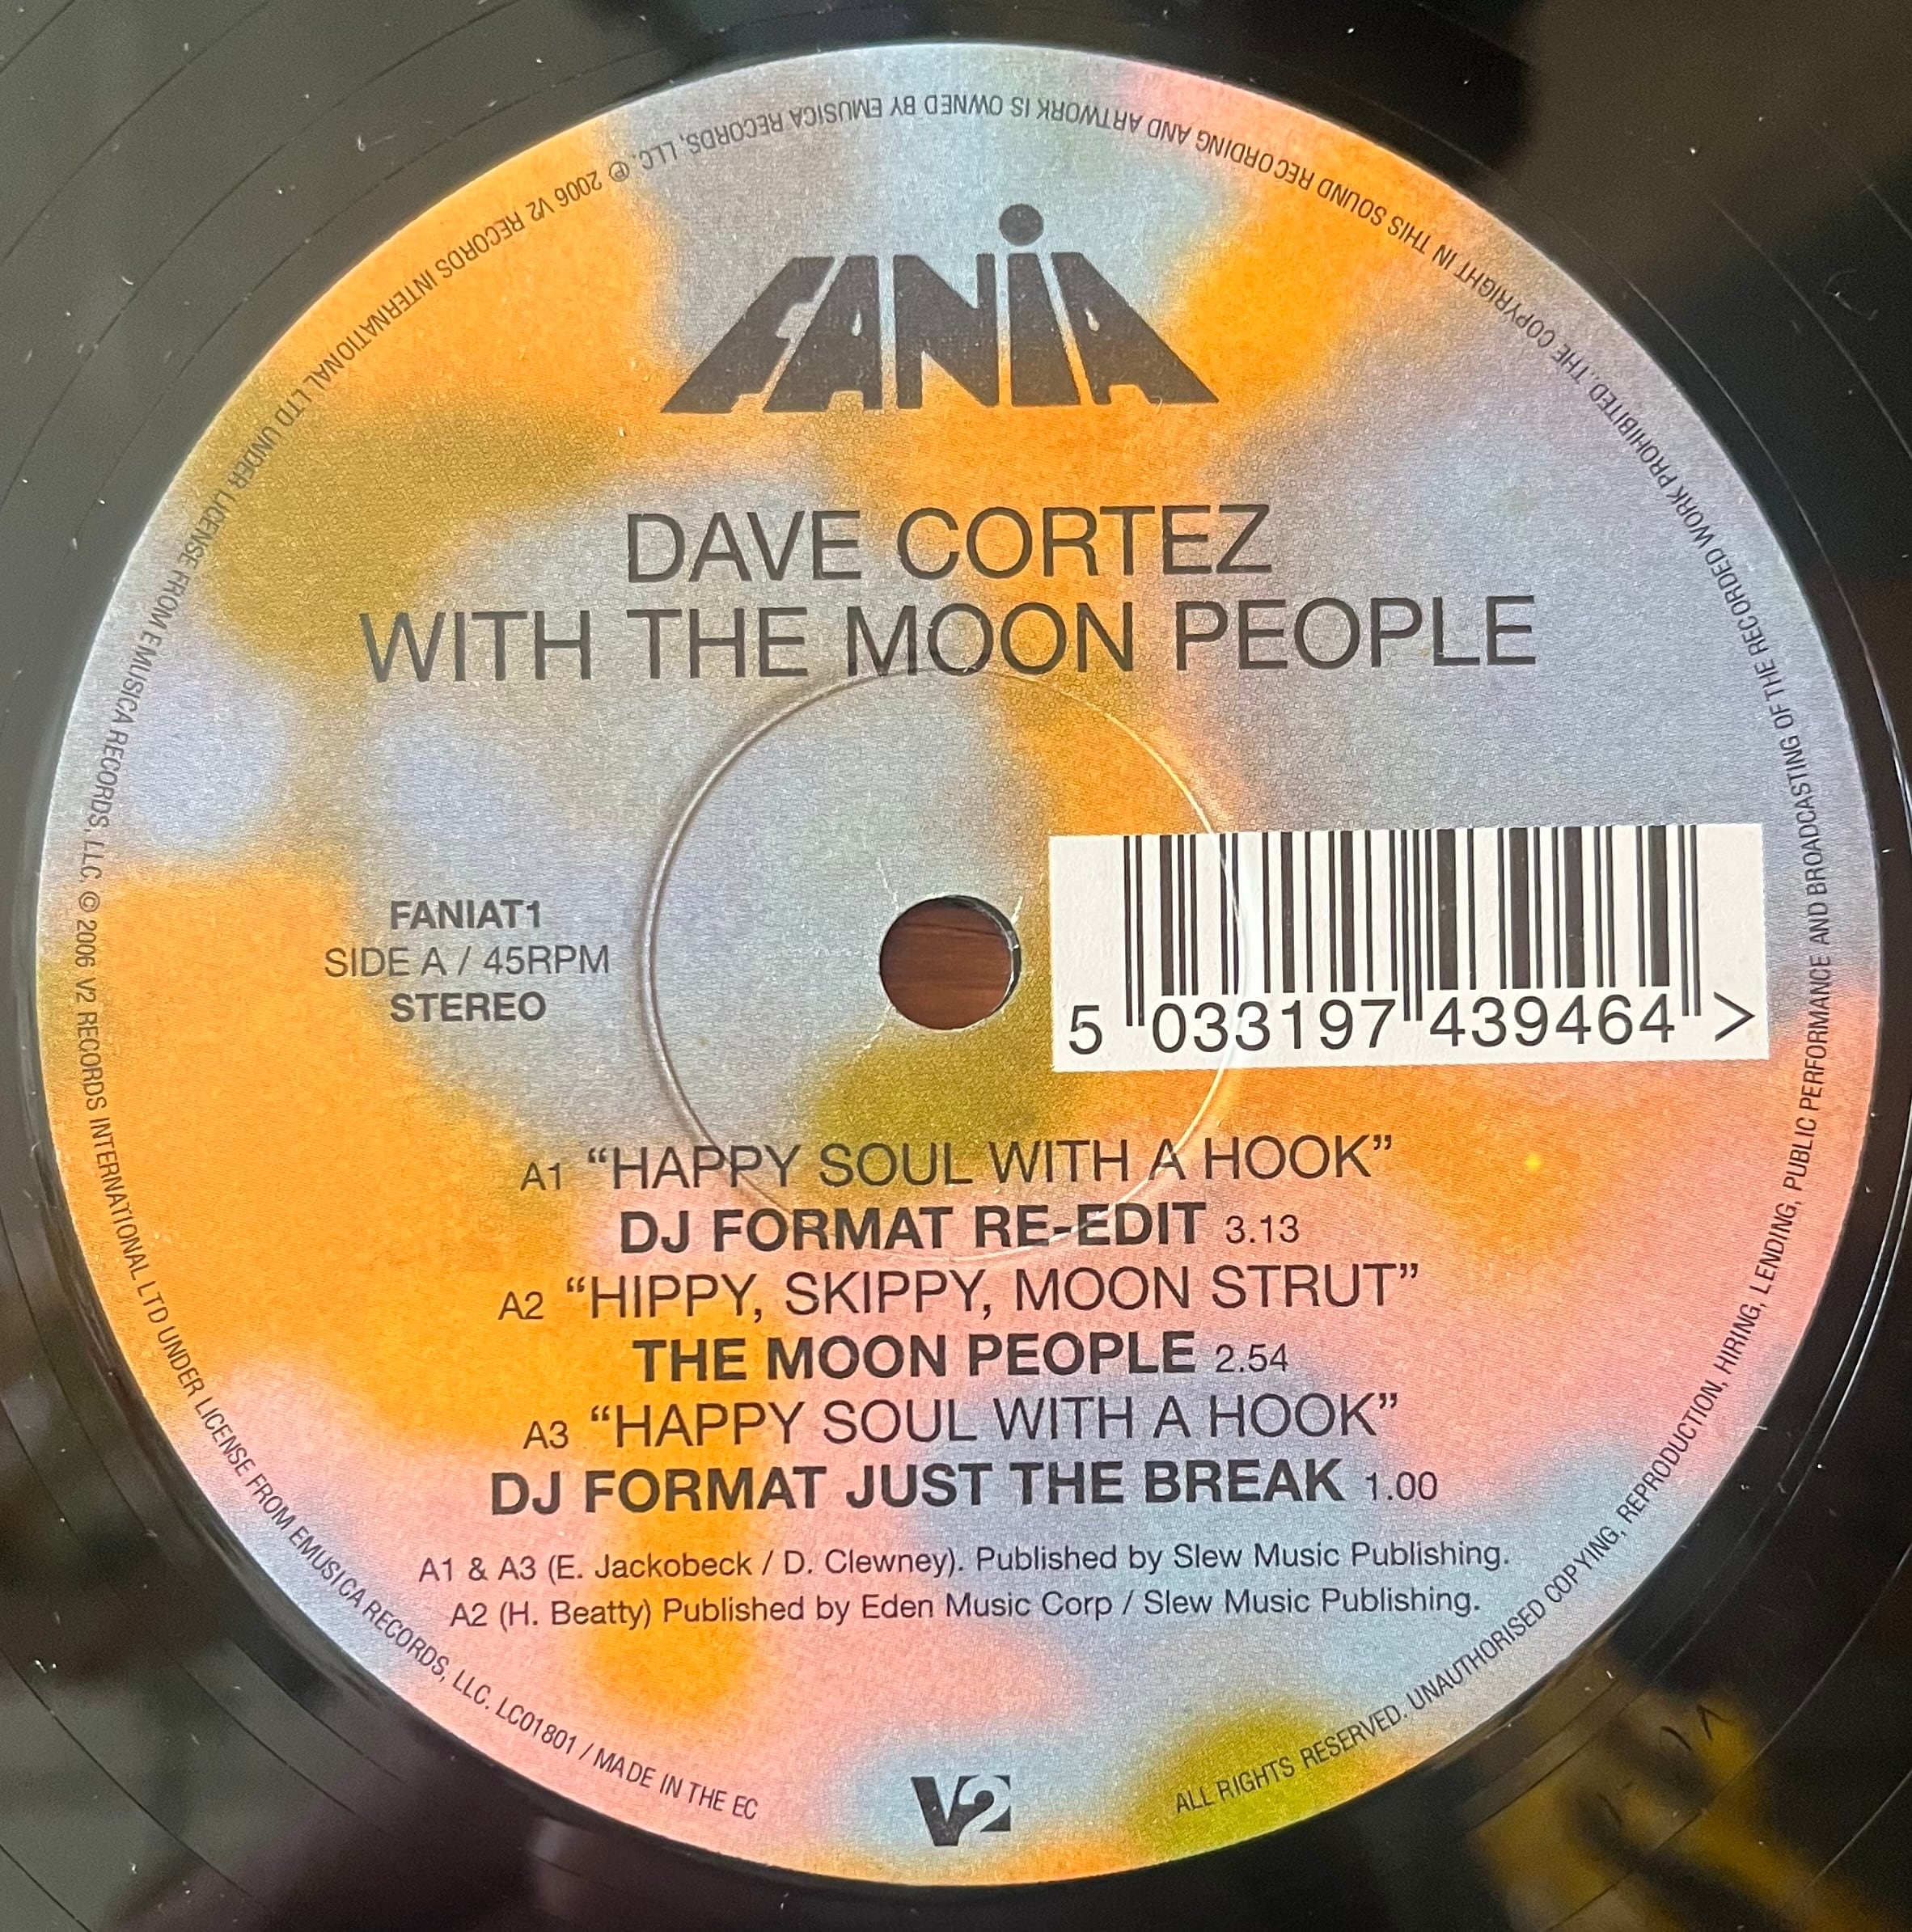 FANIA
DAVE CORTEZ
WITH THE MOON PEOPLE
FANIAT1
SIDE A / 45RPM
STEREO
5 033197 439464 >
A1 “HAPPY SOUL WITH A HOOK”
DJ FORMAT RE-EDIT 3.13
A2 “HIPPY, SKIPPY, MOON STRUT”
THE MOON PEOPLE 2.54
A3 “HAPPY SOUL WITH A HOOK”
DJ FORMAT JUST THE BREAK 1.00
A1 & A3 (E. Jackobeck / D. Clewney). Published by Slew Music Publishing.
A2 (H. Beatty) Published by Eden Music Corp / Slew Music Publishing.
V2
ALL RIGHTS RESERVED. UNAUTHORISED COPYING, REPRODUCTION, HIRING, LENDING, PUBLIC PERFORMANCE AND BROADCASTING OF THE RECORDED WORK PROHIBITED. THE COPYRIGHT IN THIS SOUND RECORDING AND ARTWORK IS OWNED BY EMUSICA RECORDS, LLC. ℗ 2006 V2 RECORDS INTERNATIONAL LTD UNDER LICENSE FROM EMUSICA RECORDS, LLC. © 2006 V2 RECORDS INTERNATIONAL LTD UNDER LICENSE FROM EMUSICA RECORDS, LLC. LC01801 / MADE IN THE EC